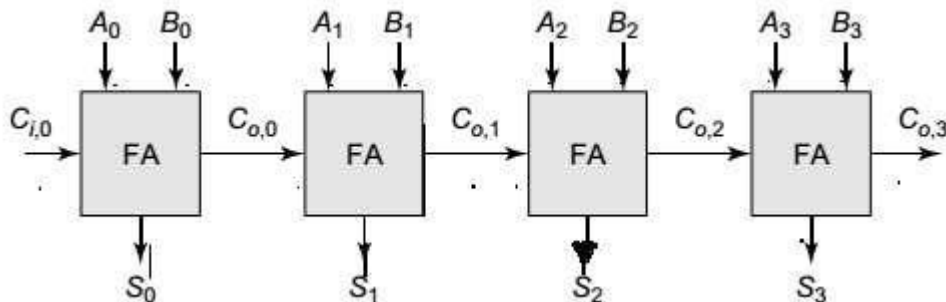 A0 B0 A1 B1 A2 B2 A3 B3
Ci,0 FA Co,0 FA Co,1 FA Co,2 FA Co,3
S0 S1 S2 S3